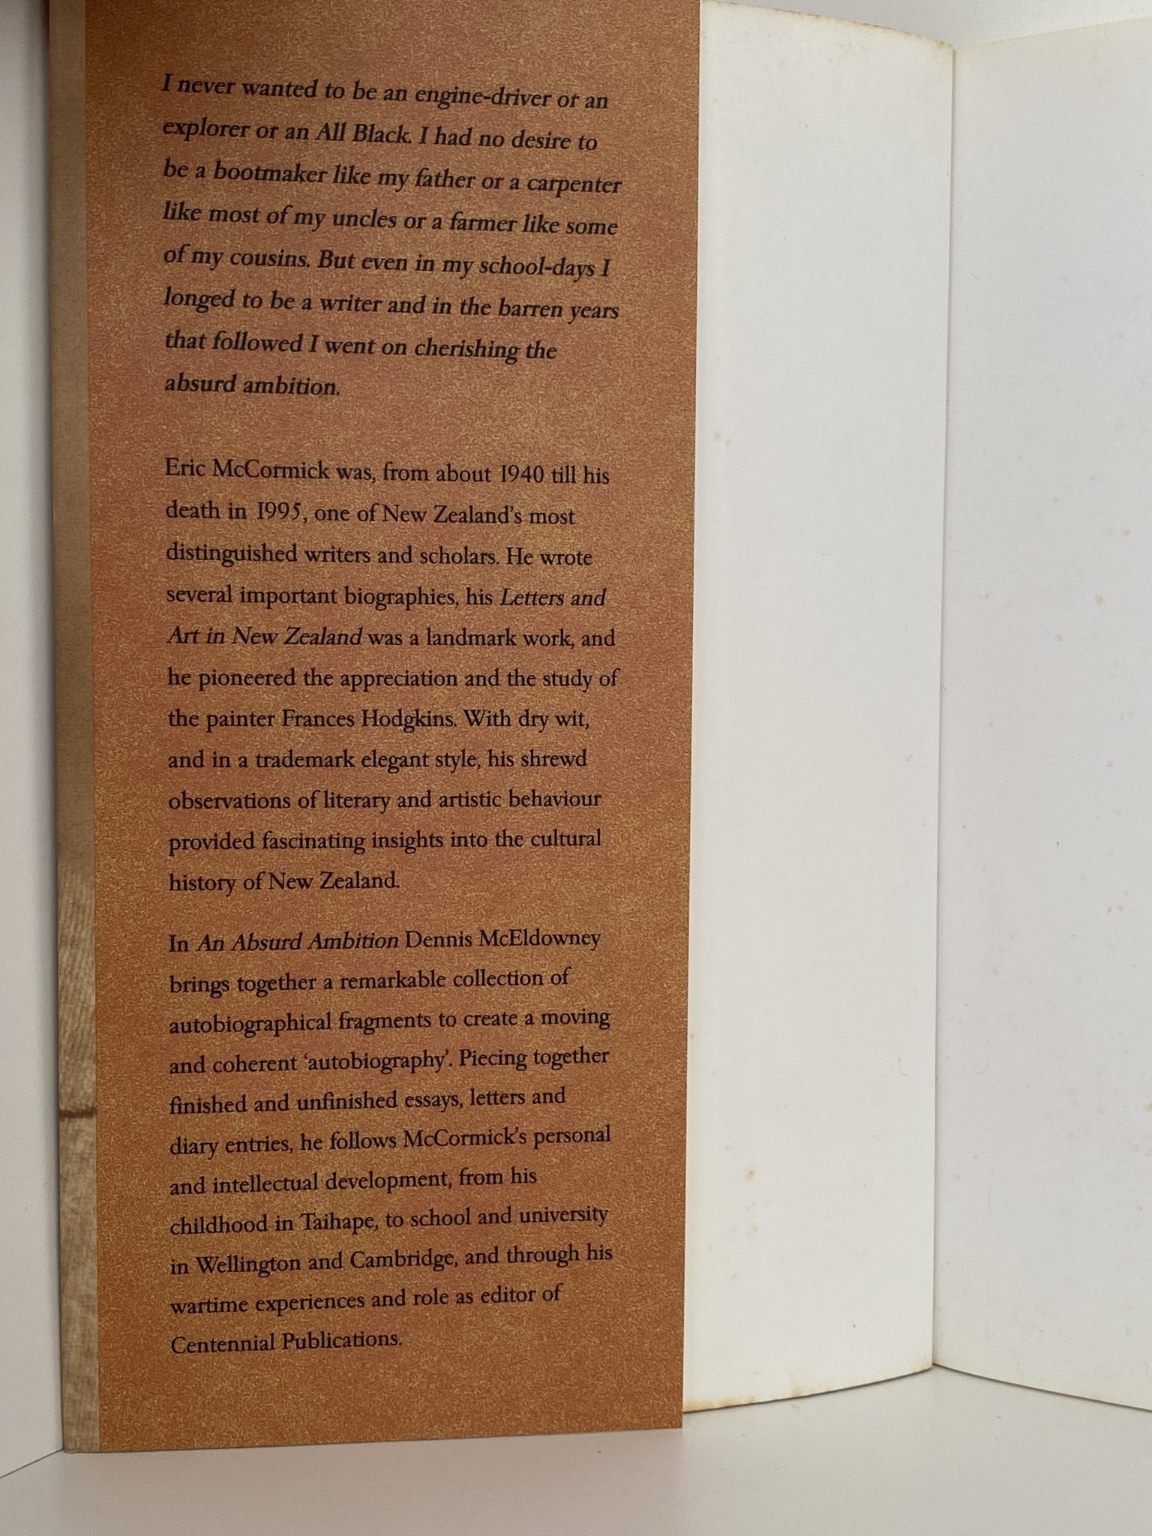 I never wanted to be an engine-driver or an
explorer or an All Black. I had no desire to
be a bootmaker like my father or a carpenter
like most of my uncles or a farmer like some
of my cousins. But even in my school-days I
longed to be a writer and in the barren years
that followed I went on cherishing the
absurd ambition.
Eric McCormick was, from about 1940 till his
death in 1995, one of New Zealand's most
distinguished writers and scholars. He wrote
several important biographies, his Letters and
Art in New Zealand was a landmark work, and
he pioneered the appreciation and the study of
the painter Frances Hodgkins. With dry wit,
and in a trademark elegant style, his shrewd
observations of literary and artistic behaviour
provided fascinating insights into the cultural
history of New Zealand.
In An Absurd Ambition Dennis McEldowney
brings together a remarkable collection of
autobiographical fragments to create a moving
and coherent 'autobiography'. Piecing together
finished and unfinished essays, letters and
diary entries, he follows McCormick's personal
and intellectual development, from his
childhood in Taihape, to school and university
in Wellington and Cambridge, and through his
wartime experiences and role as editor of
Centennial Publications.